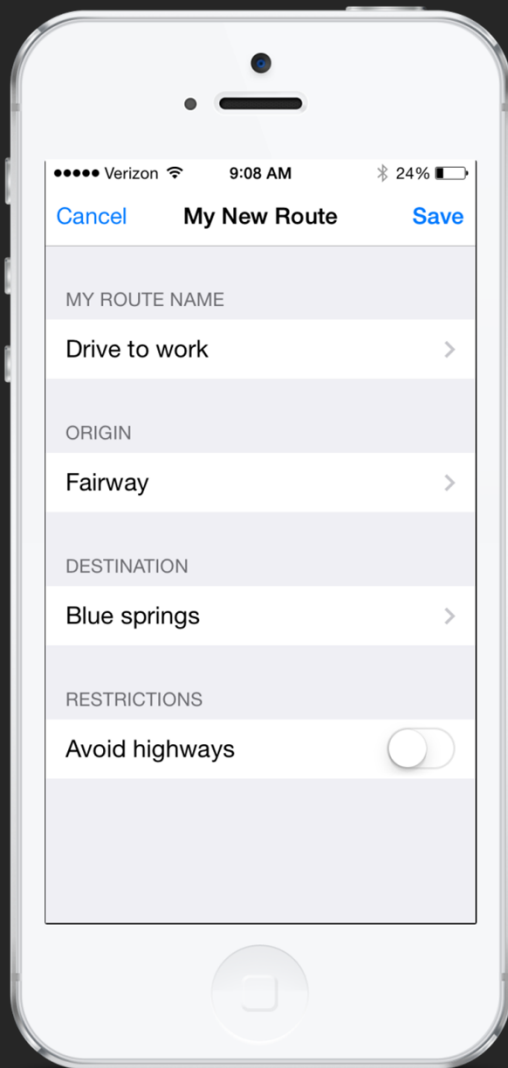 Verizon 9:08 AM 24%
Cancel My New Route Save
MY ROUTE NAME
Drive to work
ORIGIN
Fairway
DESTINATION
Blue springs
RESTRICTIONS
Avoid highways